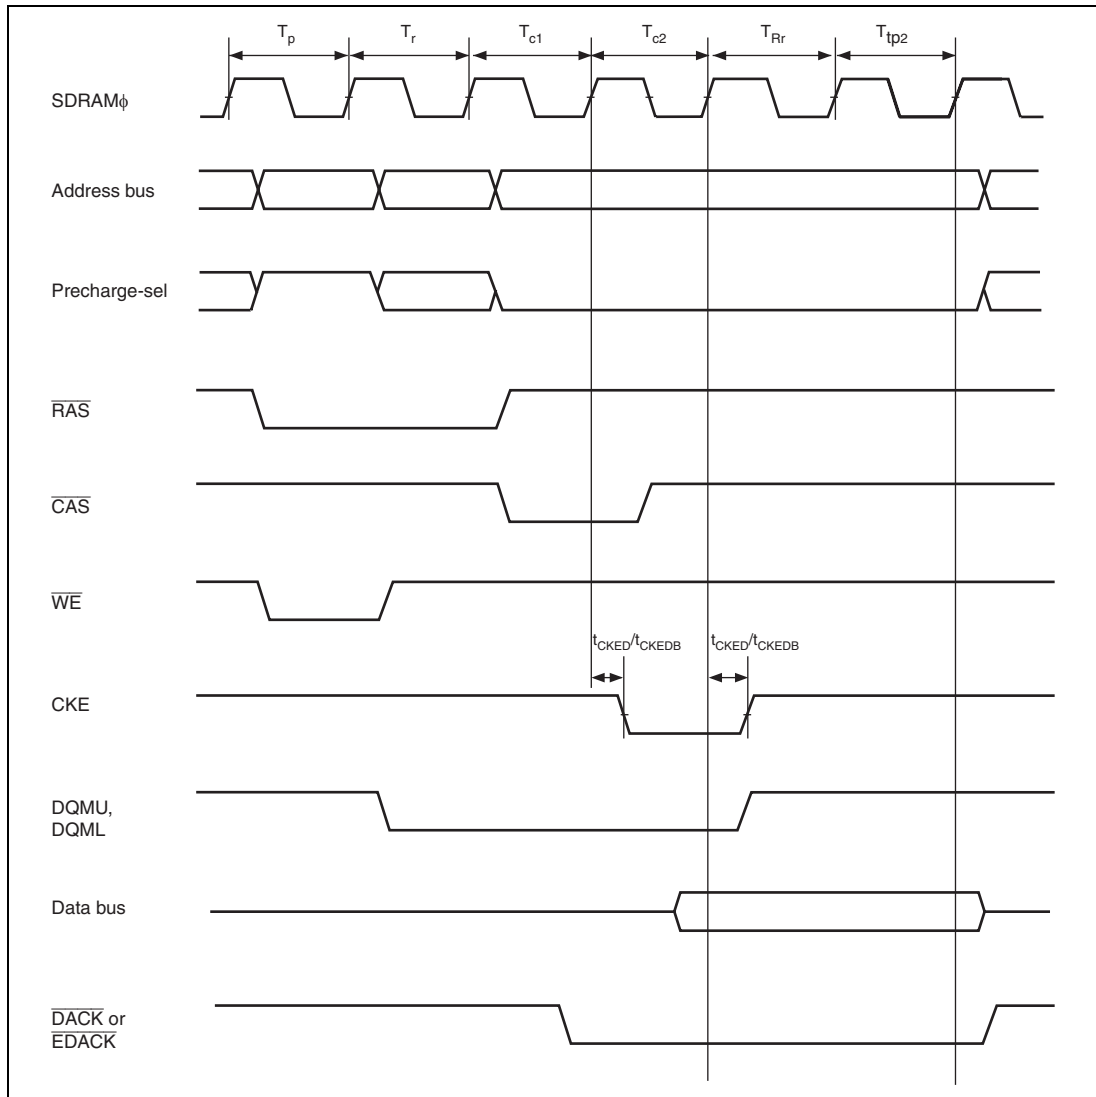 Tp Tr Tc1 Tc2 TRr Ttp2
SDRAMϕ
Address bus
Precharge-sel
RAS
CAS
WE
tCKED/tCKEDB tCKED/tCKEDB
CKE
DQMU,
DQML
Data bus
DACK or
EDACK